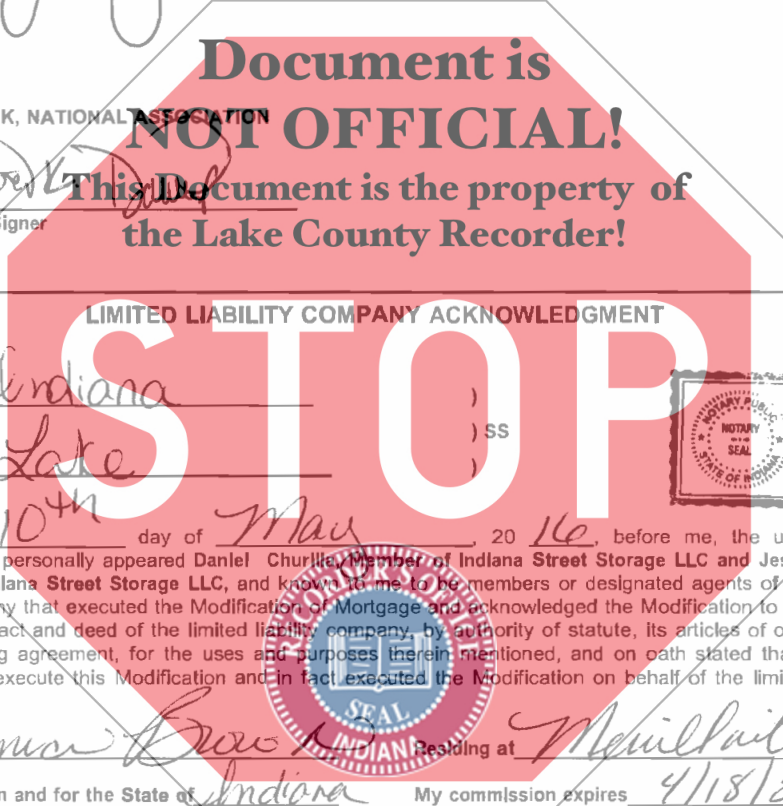 Document is
K, NATIONAL ASSOCIATION
NOT OFFICIAL!
This Document is the property of
igner
the Lake County Recorder!
LIMITED LIABILITY COMPANY ACKNOWLEDGMENT
STOP
Indiana )
) SS
Lake )
NOTARY PUBLIC
NOTARY
SEAL
STATE OF INDIANA
10th day of May, 20 16, before me, the u
personally appeared Daniel Churilla, Member of Indiana Street Storage LLC and Jes
iana Street Storage LLC, and known to me to be members or designated agents of
ny that executed the Modification of Mortgage and acknowledged the Modification to
act and deed of the limited liability company, by authority of statute, its articles of o
g agreement, for the uses and purposes therein mentioned, and on oath stated tha
execute this Modification and in fact executed the Modification on behalf of the limi
RECORDER'S OFFICE
SEAL
INDIANA
Brown Residing at
n and for the State of Indiana My commission expires 4/18/2